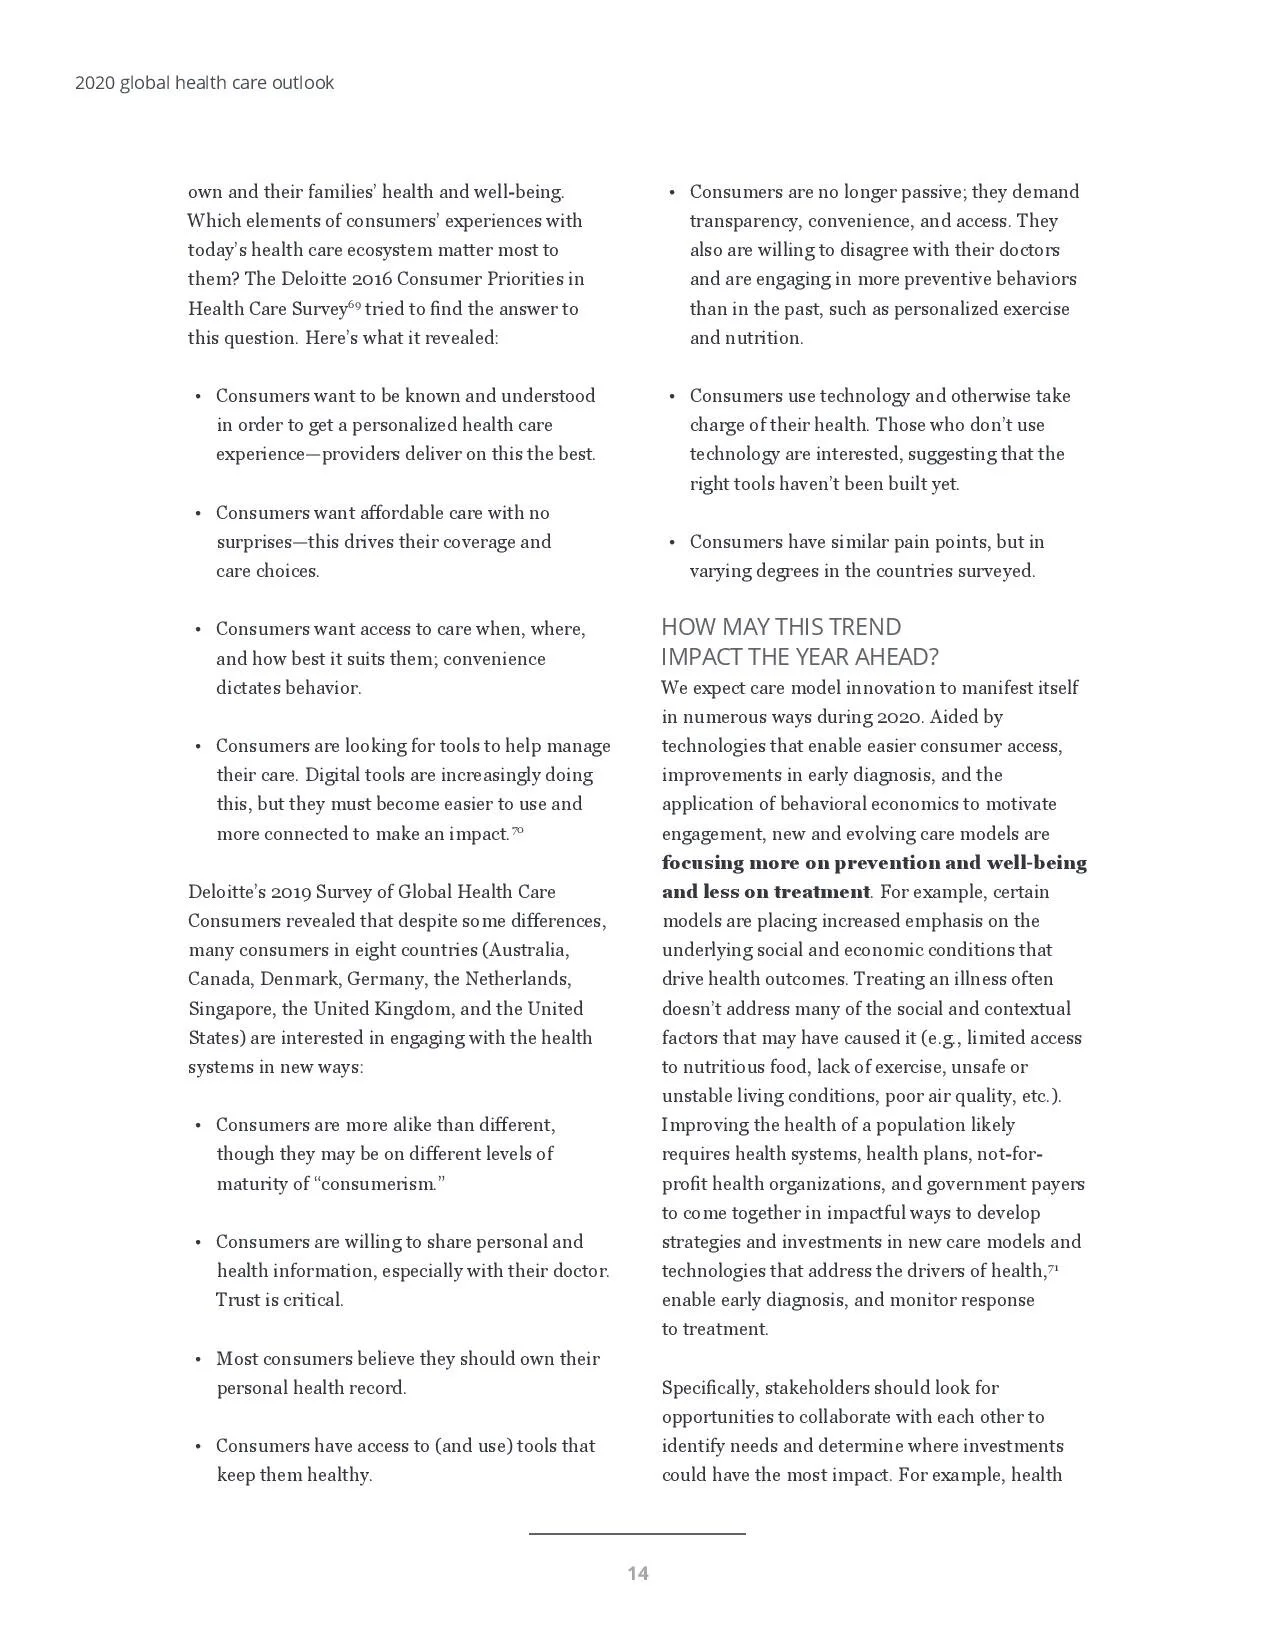 2020 global health care outlook
own and their families’ health and well-being.
Which elements of consumers’ experiences with
today’s health care ecosystem matter most to
them? The Deloitte 2016 Consumer Priorities in
Health Care Survey⁶⁹ tried to find the answer to
this question. Here’s what it revealed:
• Consumers want to be known and understood
in order to get a personalized health care
experience—providers deliver on this the best.
• Consumers want affordable care with no
surprises—this drives their coverage and
care choices.
• Consumers want access to care when, where,
and how best it suits them; convenience
dictates behavior.
• Consumers are looking for tools to help manage
their care. Digital tools are increasingly doing
this, but they must become easier to use and
more connected to make an impact.⁷⁰
Deloitte’s 2019 Survey of Global Health Care
Consumers revealed that despite some differences,
many consumers in eight countries (Australia,
Canada, Denmark, Germany, the Netherlands,
Singapore, the United Kingdom, and the United
States) are interested in engaging with the health
systems in new ways:
• Consumers are more alike than different,
though they may be on different levels of
maturity of “consumerism.”
• Consumers are willing to share personal and
health information, especially with their doctor.
Trust is critical.
• Most consumers believe they should own their
personal health record.
• Consumers have access to (and use) tools that
keep them healthy.
• Consumers are no longer passive; they demand
transparency, convenience, and access. They
also are willing to disagree with their doctors
and are engaging in more preventive behaviors
than in the past, such as personalized exercise
and nutrition.
• Consumers use technology and otherwise take
charge of their health. Those who don’t use
technology are interested, suggesting that the
right tools haven’t been built yet.
• Consumers have similar pain points, but in
varying degrees in the countries surveyed.
HOW MAY THIS TREND
IMPACT THE YEAR AHEAD?
We expect care model innovation to manifest itself
in numerous ways during 2020. Aided by
technologies that enable easier consumer access,
improvements in early diagnosis, and the
application of behavioral economics to motivate
engagement, new and evolving care models are
focusing more on prevention and well-being
and less on treatment. For example, certain
models are placing increased emphasis on the
underlying social and economic conditions that
drive health outcomes. Treating an illness often
doesn’t address many of the social and contextual
factors that may have caused it (e.g., limited access
to nutritious food, lack of exercise, unsafe or
unstable living conditions, poor air quality, etc.).
Improving the health of a population likely
requires health systems, health plans, not-for-
profit health organizations, and government payers
to come together in impactful ways to develop
strategies and investments in new care models and
technologies that address the drivers of health,⁷¹
enable early diagnosis, and monitor response
to treatment.
Specifically, stakeholders should look for
opportunities to collaborate with each other to
identify needs and determine where investments
could have the most impact. For example, health
14